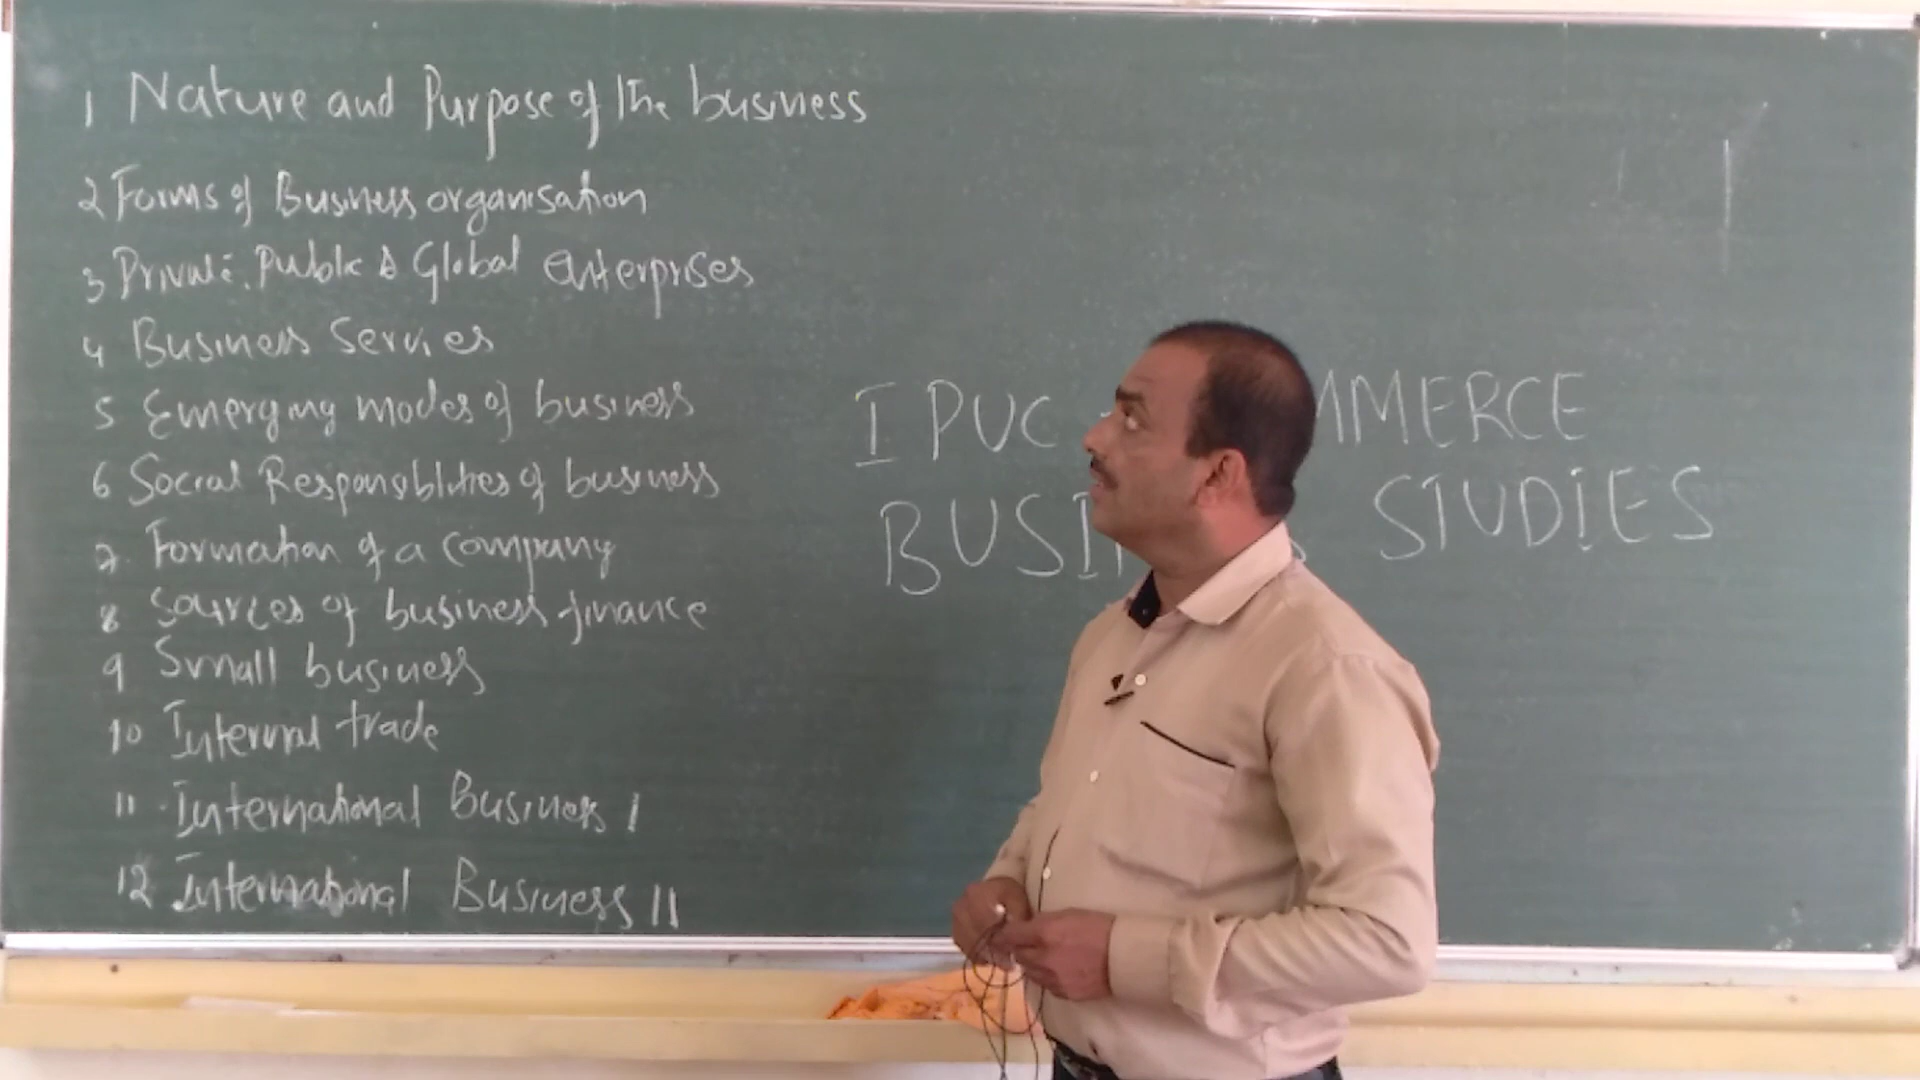 1 Nature and Purpose of the business
2 Forms of Business organisation
3 Private, Public & Global enterprises
4 Business Servies
5 Emerging modes of business
6 Social Responsiblities of business
7. Formation of a company
8 Sources of business finance
9 Small business
10 Internal trade
11 . International Business I
12 International Business II
I PUC MMERCE
BUSI S STUDIES